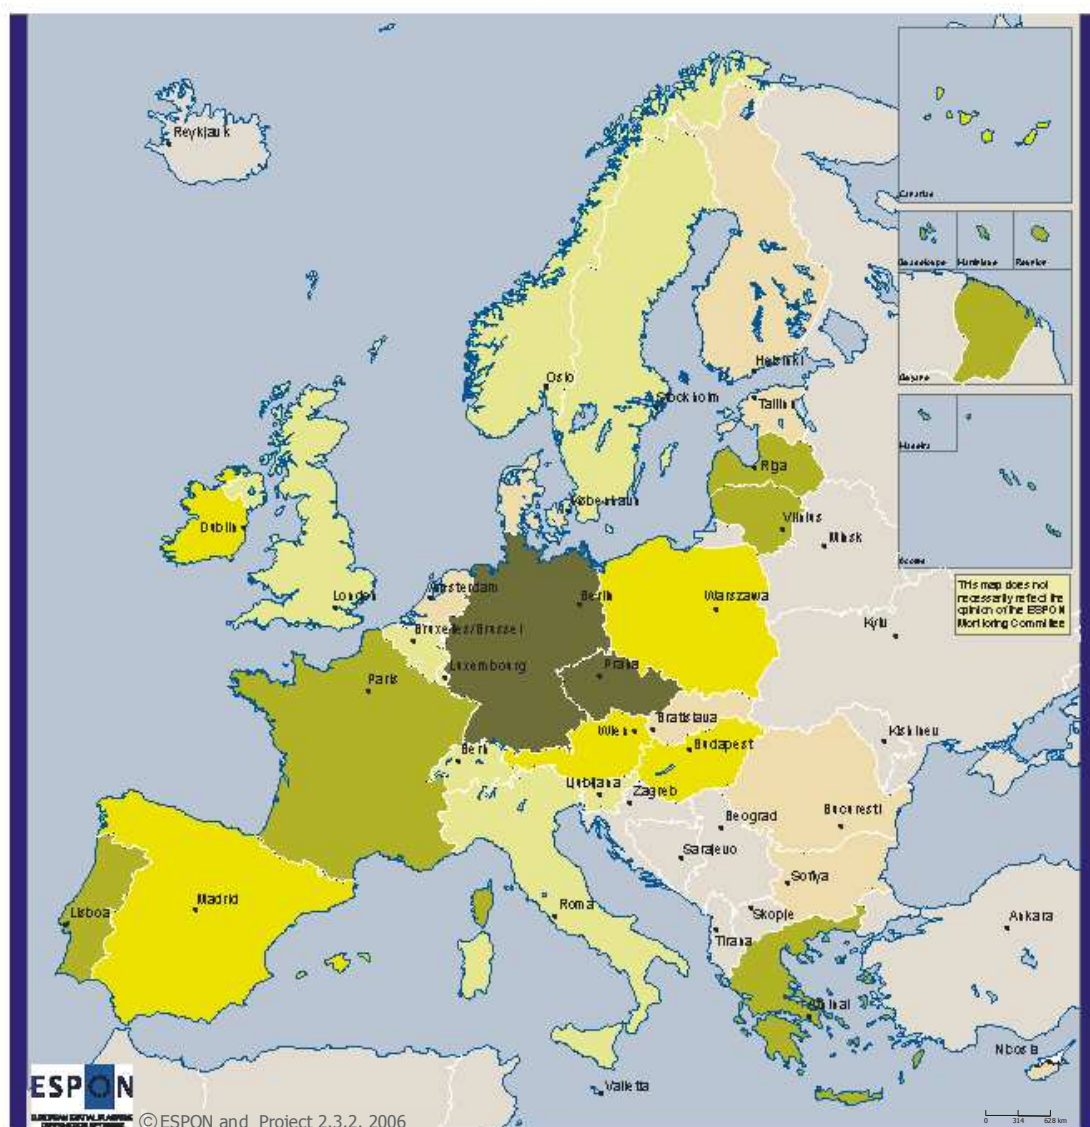 Reykjavik
Canarias
Guadeloupe
Martinique
Reunion
Guyane
Helsinki
Oslo
Tallinn
Stockholm
Madeira
Riga
København
Vilnius
Dublin
Minsk
This map does not
necessarily reflect the
opinion of the ESPON
Monitoring Committee
Amsterdam
Berlin
Warszawa
London
Kyiv
Bruxelles/Brussel
Luxembourg
Praha
Paris
Bratislava
Wien
Kishinev
Bern
Budapest
Ljubljana
Zagreb
Bucuresti
Beograd
Sarajevo
Sofiya
Madrid
Roma
Lisboa
Skopje
Ankara
Tirana
Athinai
Nicosia
Valletta
ESPON
©ESPON and Project 2.3.2, 2006
0 314 628 km